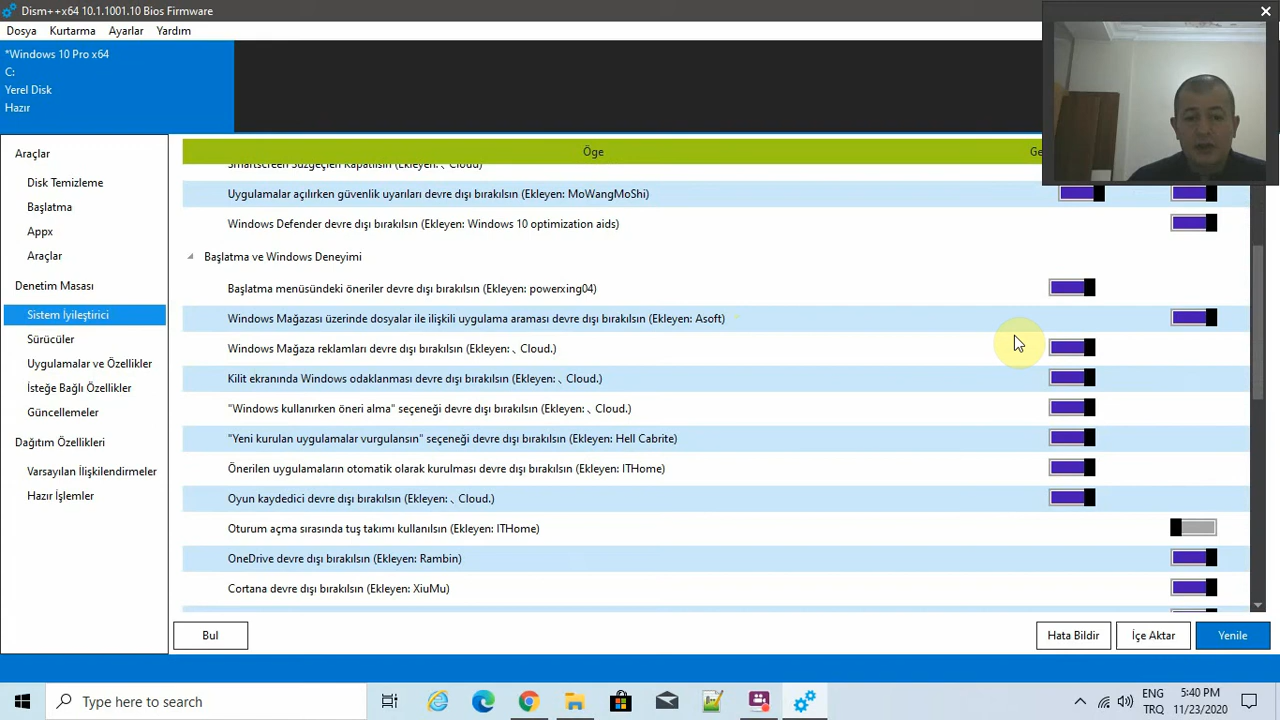 Dism++x64 10.1.1001.10 Bios Firmware
Dosya Kurtarma Ayarlar Yardım
*Windows 10 Pro x64
C:
Yerel Disk
Hazır
Araçlar
Disk Temizleme
Başlatma
Appx
Araçlar
Denetim Masası
Sistem İyileştirici
Sürücüler
Uygulamalar ve Özellikler
İsteğe Bağlı Özellikler
Güncellemeler
Dağıtım Özellikleri
Varsayılan İlişkilendirmeler
Hazır İşlemler
Öge Ge
Smartscreen Süzgeçleri Kapatılsın (Ekleyen: 、Cloud)
Uygulamalar açılırken güvenlik uyarıları devre dışı bırakılsın (Ekleyen: MoWangMoShi)
Windows Defender devre dışı bırakılsın (Ekleyen: Windows 10 optimization aids)
Başlatma ve Windows Deneyimi
Başlatma menüsündeki öneriler devre dışı bırakılsın (Ekleyen: powerxing04)
Windows Mağazası üzerinde dosyalar ile ilişkili uygulama araması devre dışı bırakılsın (Ekleyen: Asoft)
Windows Mağaza reklamları devre dışı bırakılsın (Ekleyen: 、Cloud.)
Kilit ekranında Windows odaklanması devre dışı bırakılsın (Ekleyen: 、Cloud.)
"Windows kullanırken öneri alma" seçeneği devre dışı bırakılsın (Ekleyen: 、Cloud.)
"Yeni kurulan uygulamalar vurgulansın" seçeneği devre dışı bırakılsın (Ekleyen: Hell Cabrite)
Önerilen uygulamaların otomatik olarak kurulması devre dışı bırakılsın (Ekleyen: ITHome)
Oyun kaydedici devre dışı bırakılsın (Ekleyen: 、Cloud.)
Oturum açma sırasında tuş takımı kullanılsın (Ekleyen: ITHome)
OneDrive devre dışı bırakılsın (Ekleyen: Rambin)
Cortana devre dışı bırakılsın (Ekleyen: XiuMu)
Bul Hata Bildir İçe Aktar Yenile
Type here to search
ENG
TRQ
5:40 PM
11/23/2020